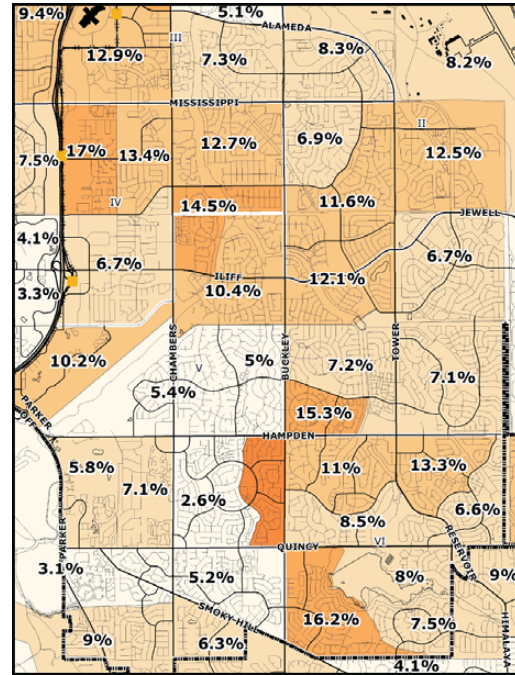 9.4%
5.1%
ALAMEDA
III
12.9%
7.3%
8.3%
8.2%
MISSISSIPPI
II
17%
13.4%
12.7%
6.9%
12.5%
7.5%
IV
14.5%
11.6%
JEWELL
4.1%
6.7%
ILIFF
12.1%
6.7%
3.3%
10.4%
10.2%
CHAMBERS
V
5%
BUCKLEY
7.2%
TOWER
7.1%
5.4%
PARKER
OFF
15.3%
HAMPDEN
5.8%
7.1%
2.6%
11%
13.3%
8.5%
6.6%
VI
QUINCY
RESERVOIR
3.1%
PARKER
5.2%
SMOKY HILL
8%
9%
16.2%
7.5%
HIMALAYA
9%
6.3%
4.1%